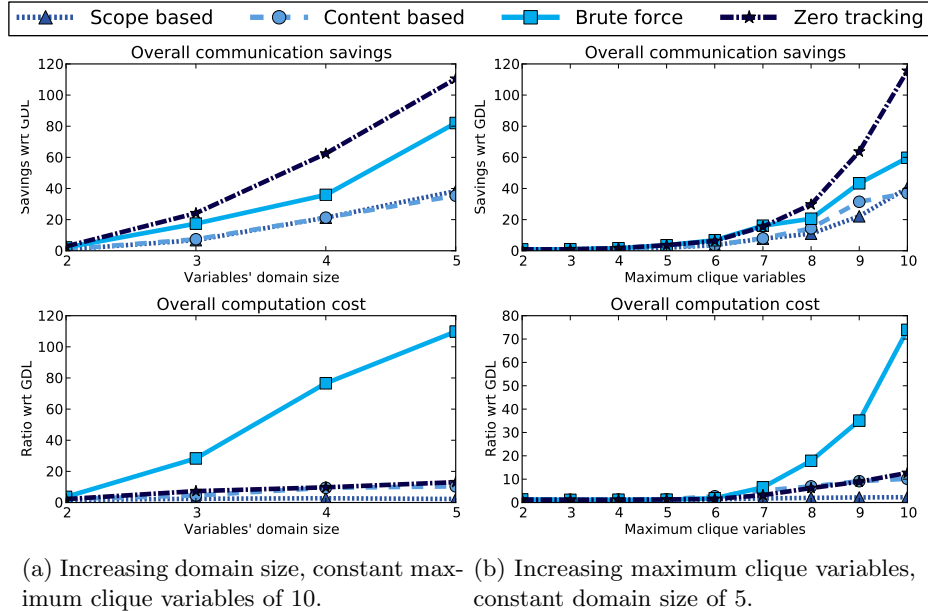 Scope based Content based Brute force Zero tracking
Overall communication savings
120
100
80
60
40
20
0
Savings wrt GDL
2 3 4 5
Variables' domain size
Overall communication savings
120
100
80
60
40
20
0
Savings wrt GDL
2 3 4 5 6 7 8 9 10
Maximum clique variables
Overall computation cost
120
100
80
60
40
20
0
Ratio wrt GDL
2 3 4 5
Variables' domain size
Overall computation cost
80
70
60
50
40
30
20
10
0
Ratio wrt GDL
2 3 4 5 6 7 8 9 10
Maximum clique variables
(a) Increasing domain size, constant max-
imum clique variables of 10.
(b) Increasing maximum clique variables,
constant domain size of 5.